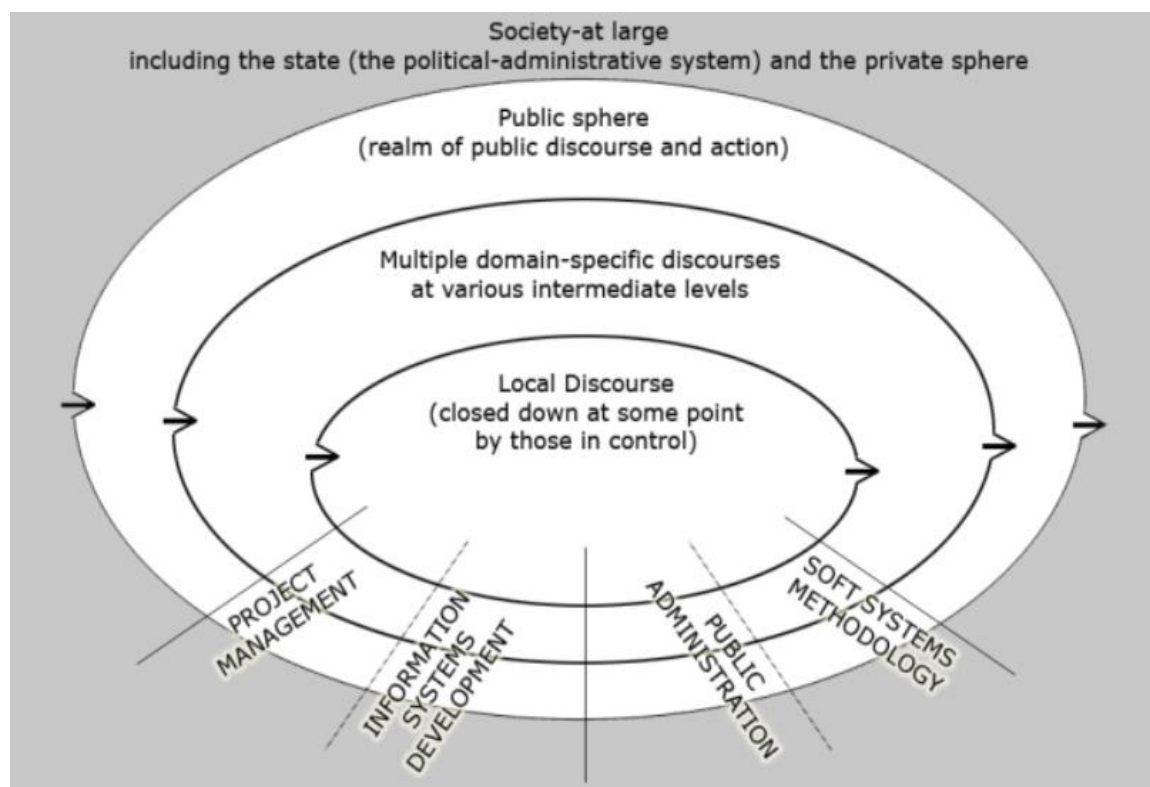 Society-at large
including the state (the political-administrative system) and the private sphere
Public sphere
(realm of public discourse and action)
Multiple domain-specific discourses
at various intermediate levels
Local Discourse
(closed down at some point
by those in control)
PROJECT
MANAGEMENT
INFORMATION
SYSTEMS
DEVELOPMENT
PUBLIC
ADMINISTRATION
SOFT SYSTEMS
METHODOLOGY